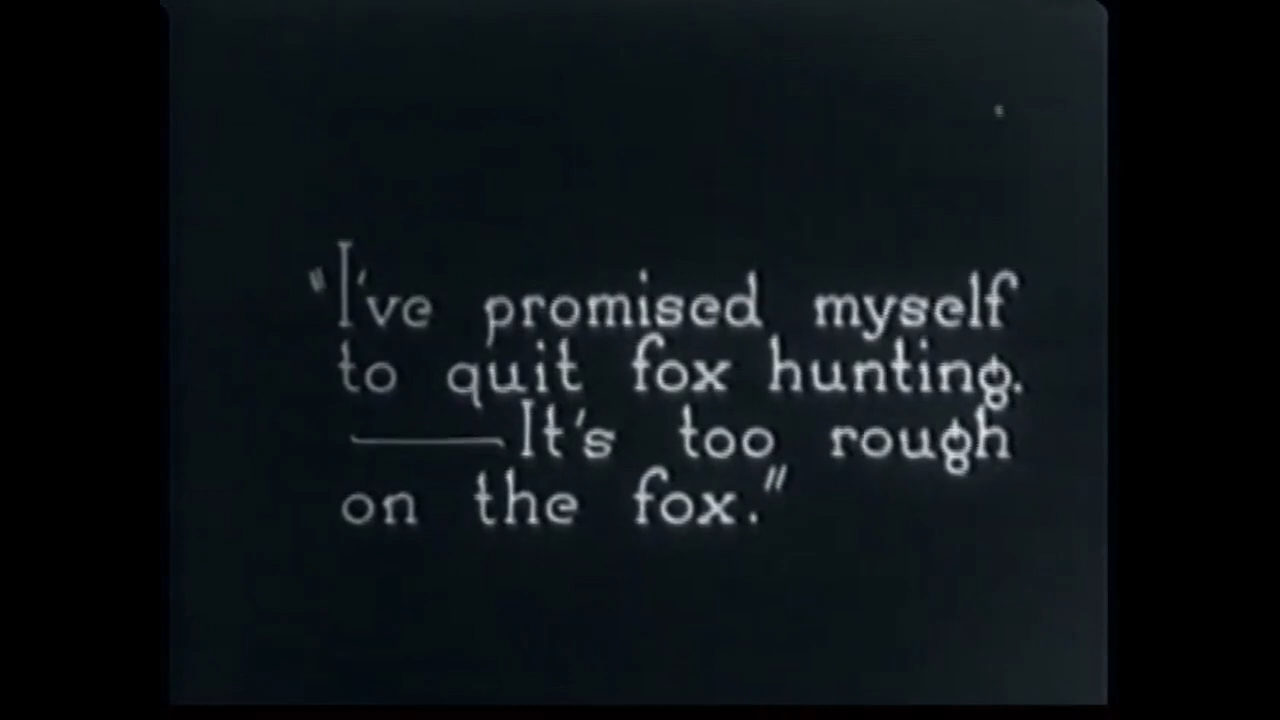 "I've promised myself
to quit fox hunting.
——It's too rough
on the fox."